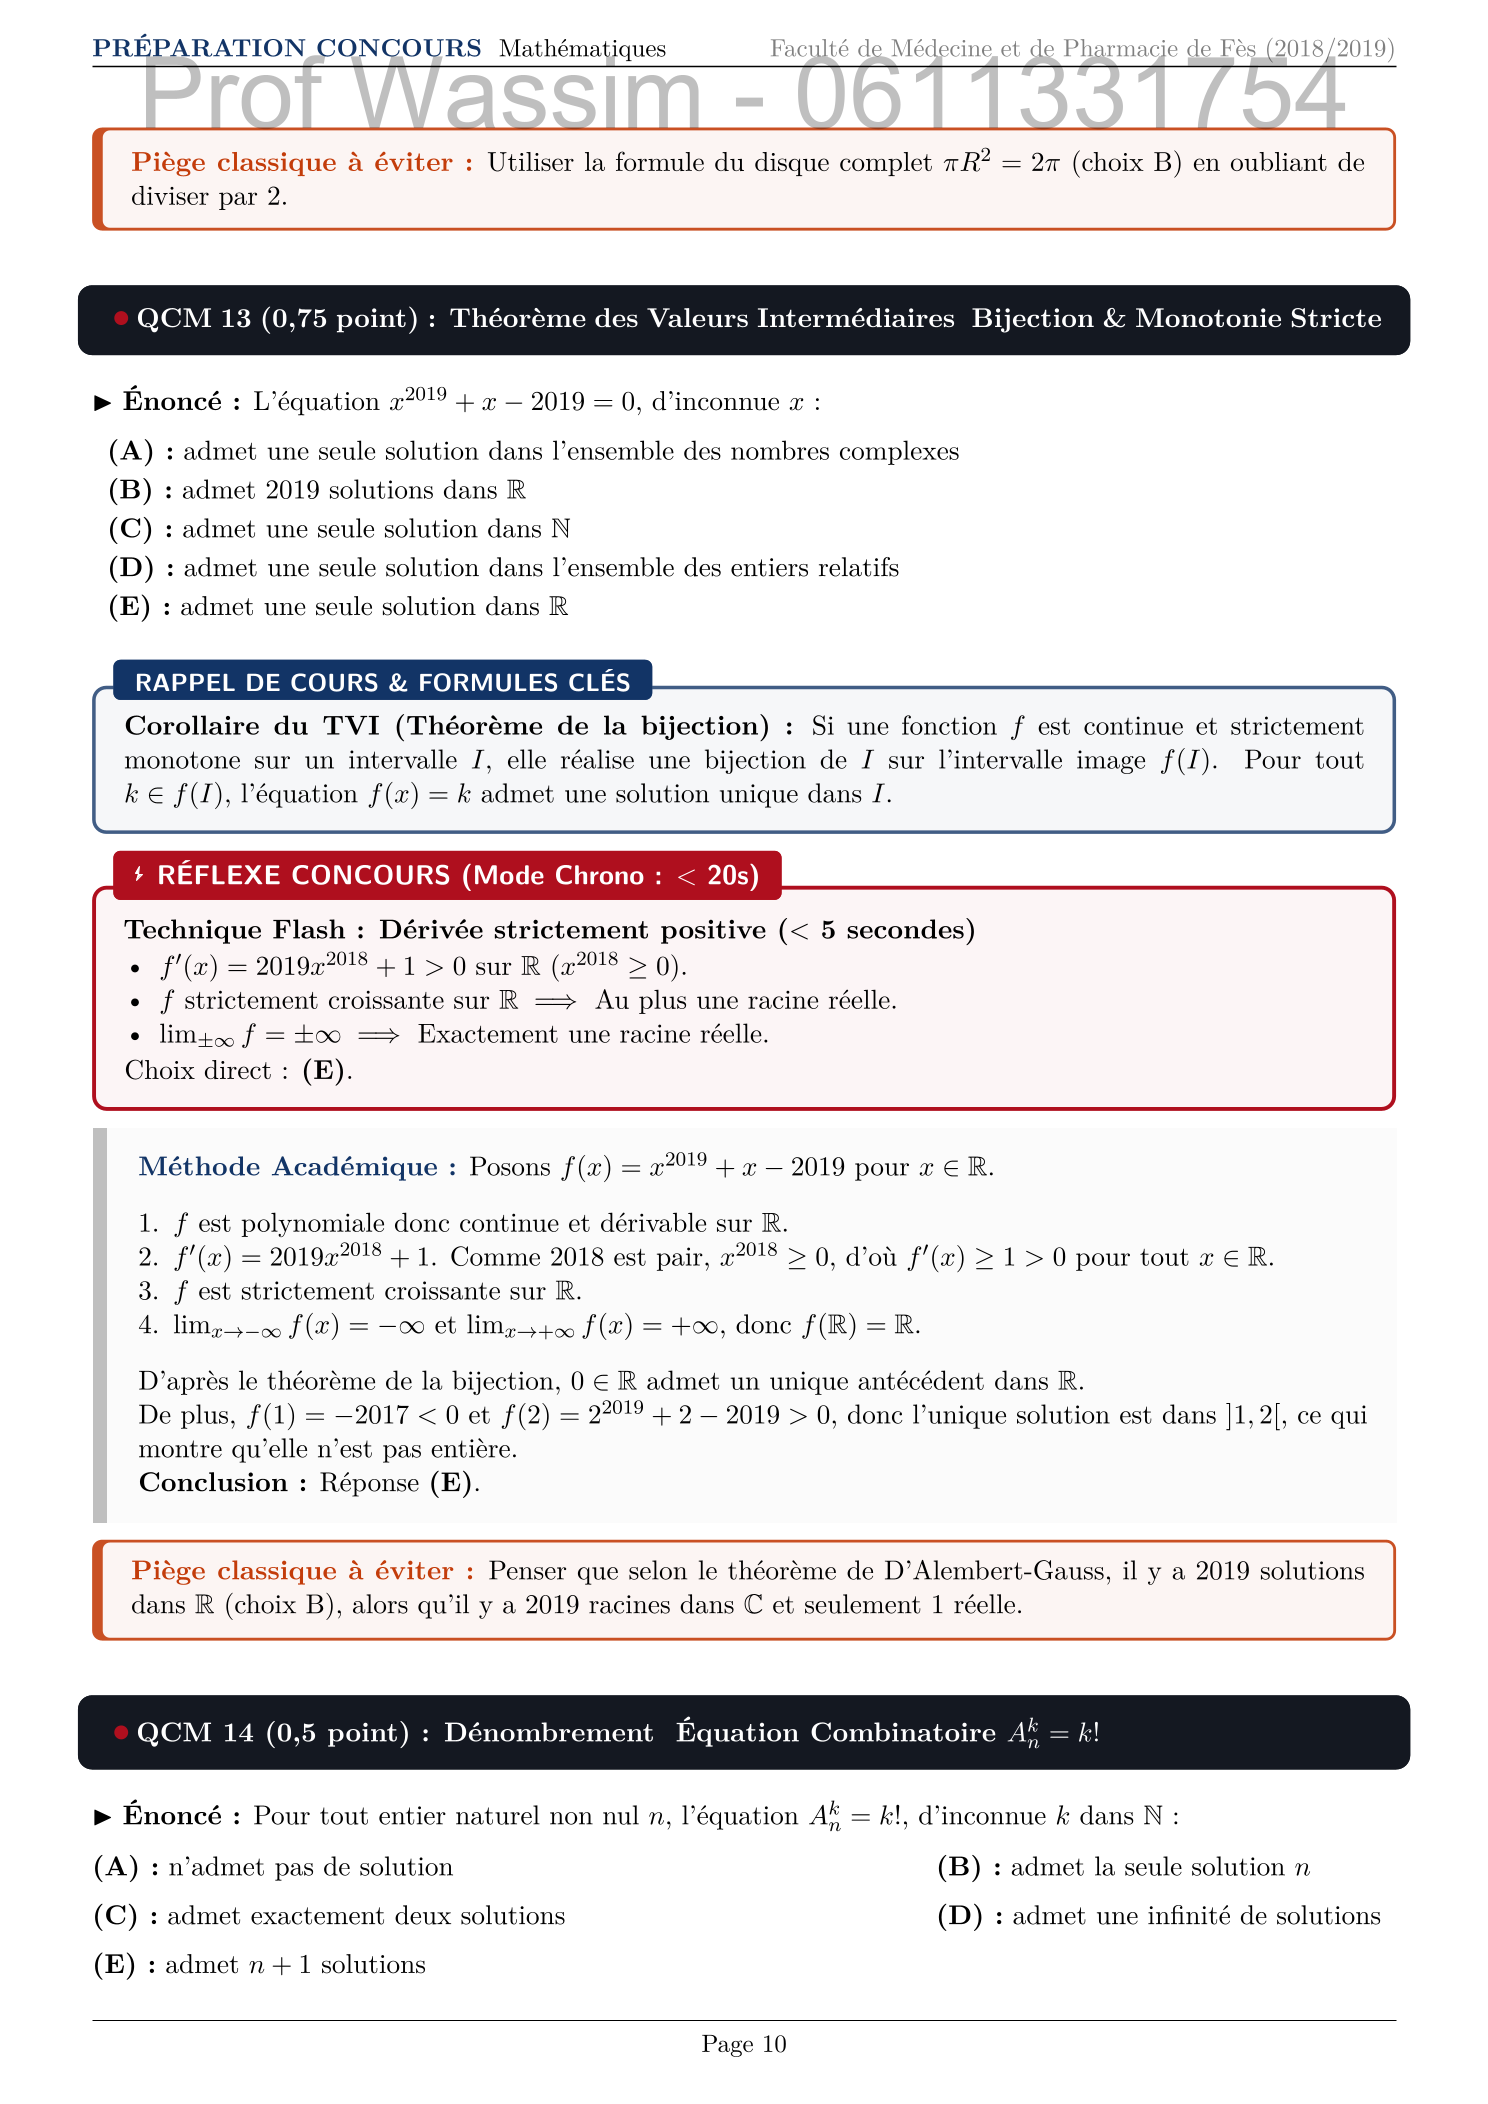 PRÉPARATION CONCOURS Mathématiques Faculté de Médecine et de Pharmacie de Fès (2018/2019)
Prof Wassim - 0611331754
Piège classique à éviter : Utiliser la formule du disque complet πR² = 2π (choix B) en oubliant de
diviser par 2.
QCM 13 (0,75 point) : Théorème des Valeurs Intermédiaires Bijection & Monotonie Stricte
▶ Énoncé : L'équation x²⁰¹⁹ + x − 2019 = 0, d'inconnue x :
(A) : admet une seule solution dans l'ensemble des nombres complexes
(B) : admet 2019 solutions dans ℝ
(C) : admet une seule solution dans ℕ
(D) : admet une seule solution dans l'ensemble des entiers relatifs
(E) : admet une seule solution dans ℝ
RAPPEL DE COURS & FORMULES CLÉS
Corollaire du TVI (Théorème de la bijection) : Si une fonction f est continue et strictement
monotone sur un intervalle I, elle réalise une bijection de I sur l'intervalle image f(I). Pour tout
k ∈ f(I), l'équation f(x) = k admet une solution unique dans I.
⚡ RÉFLEXE CONCOURS (Mode Chrono : < 20s)
Technique Flash : Dérivée strictement positive (< 5 secondes)
• f′(x) = 2019x²⁰¹⁸ + 1 > 0 sur ℝ (x²⁰¹⁸ ≥ 0).
• f strictement croissante sur ℝ ⟹ Au plus une racine réelle.
• lim±∞ f = ±∞ ⟹ Exactement une racine réelle.
Choix direct : (E).
Méthode Académique : Posons f(x) = x²⁰¹⁹ + x − 2019 pour x ∈ ℝ.
1. f est polynomiale donc continue et dérivable sur ℝ.
2. f′(x) = 2019x²⁰¹⁸ + 1. Comme 2018 est pair, x²⁰¹⁸ ≥ 0, d'où f′(x) ≥ 1 > 0 pour tout x ∈ ℝ.
3. f est strictement croissante sur ℝ.
4. limx→−∞ f(x) = −∞ et limx→+∞ f(x) = +∞, donc f(ℝ) = ℝ.
D'après le théorème de la bijection, 0 ∈ ℝ admet un unique antécédent dans ℝ.
De plus, f(1) = −2017 < 0 et f(2) = 2²⁰¹⁹ + 2 − 2019 > 0, donc l'unique solution est dans ]1, 2[, ce qui
montre qu'elle n'est pas entière.
Conclusion : Réponse (E).
Piège classique à éviter : Penser que selon le théorème de D'Alembert-Gauss, il y a 2019 solutions
dans ℝ (choix B), alors qu'il y a 2019 racines dans ℂ et seulement 1 réelle.
QCM 14 (0,5 point) : Dénombrement Équation Combinatoire Aₙᵏ = k!
▶ Énoncé : Pour tout entier naturel non nul n, l'équation Aₙᵏ = k!, d'inconnue k dans ℕ :
(A) : n'admet pas de solution (B) : admet la seule solution n
(C) : admet exactement deux solutions (D) : admet une infinité de solutions
(E) : admet n + 1 solutions
Page 10